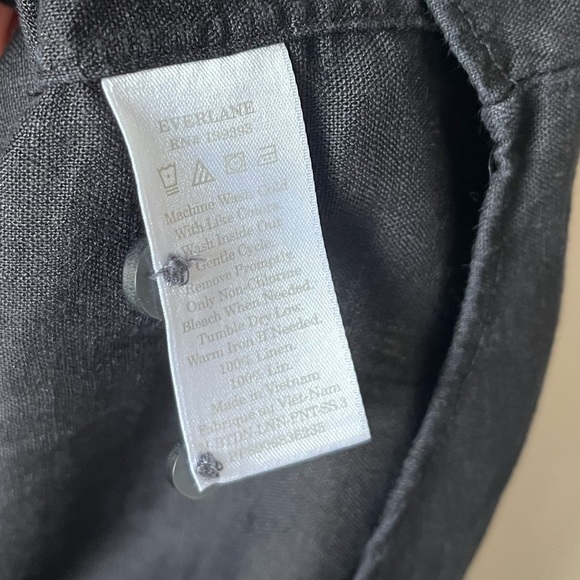 EVERLANE
RN#
Machine Wash Cold
With Like Colors.
Wash Inside Out
Gentle Cycle.
Remove Promptly.
Only Non-Chlorine
Bleach When Needed.
Tumble Dry Low.
Warm Iron if Needed.
100% Linen.
100% Lin.
Made in Vietnam
Fabriqué au Viet-Nam